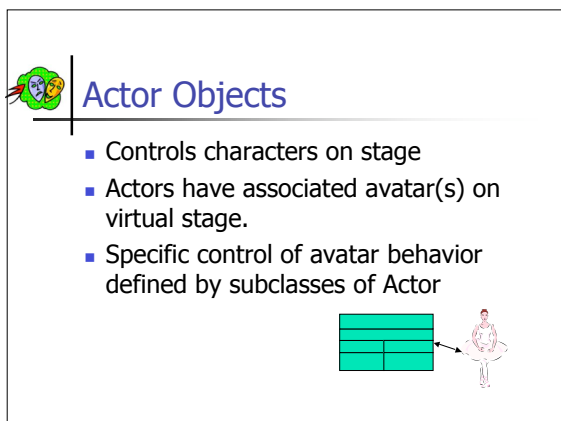 Actor Objects
Controls characters on stage
Actors have associated avatar(s) on
virtual stage.
Specific control of avatar behavior
defined by subclasses of Actor